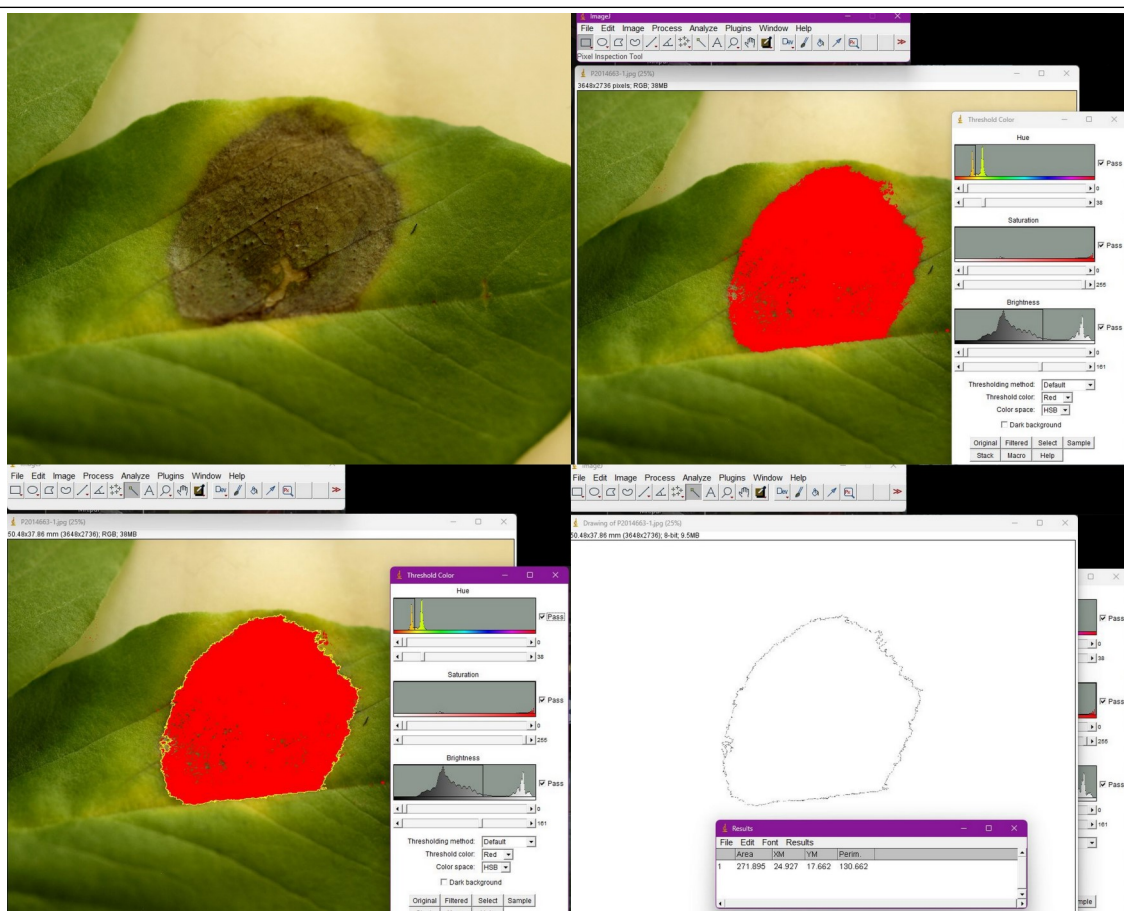 ImageJ
File Edit Image Process Analyze Plugins Window Help
Dev
Pixel Inspection Tool
P2014663-1.jpg (25%)
3648x2736 pixels; RGB; 38MB
Threshold Color
Hue
Pass
0
38
Saturation
Pass
0
255
Brightness
Pass
0
161
Thresholding method: Default
Threshold color: Red
Color space: HSB
Dark background
Original Filtered Select Sample
Stack Macro Help
File Edit Image Process Analyze Plugins Window Help
Dev
P2014663-1.jpg (25%)
50.48x37.86 mm (3648x2736); RGB; 38MB
Threshold Color
Hue
Pass
0
38
Saturation
Pass
0
255
Brightness
Pass
0
161
Thresholding method: Default
Threshold color: Red
Color space: HSB
Dark background
Original Filtered Select Sample
ImageJ
File Edit Image Process Analyze Plugins Window Help
Dev
Drawing of P2014663-1.jpg (25%)
50.48x37.86 mm (3648x2736); 8-bit; 9.5MB
Pass
0
38
Pass
0
255
Pass
0
161
Results
File Edit Font Results
Area XM YM Perim.
1 271.895 24.927 17.662 130.662
mple